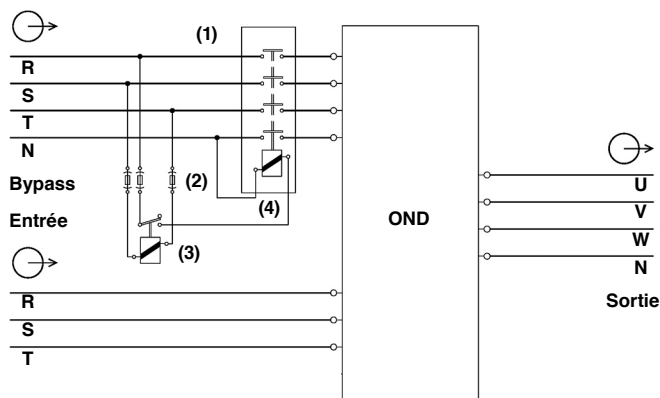 (1)
R
S
T
N
Bypass
(2)
(4)
Entrée
(3)
R
S
T
OND
U
V
W
N
Sortie